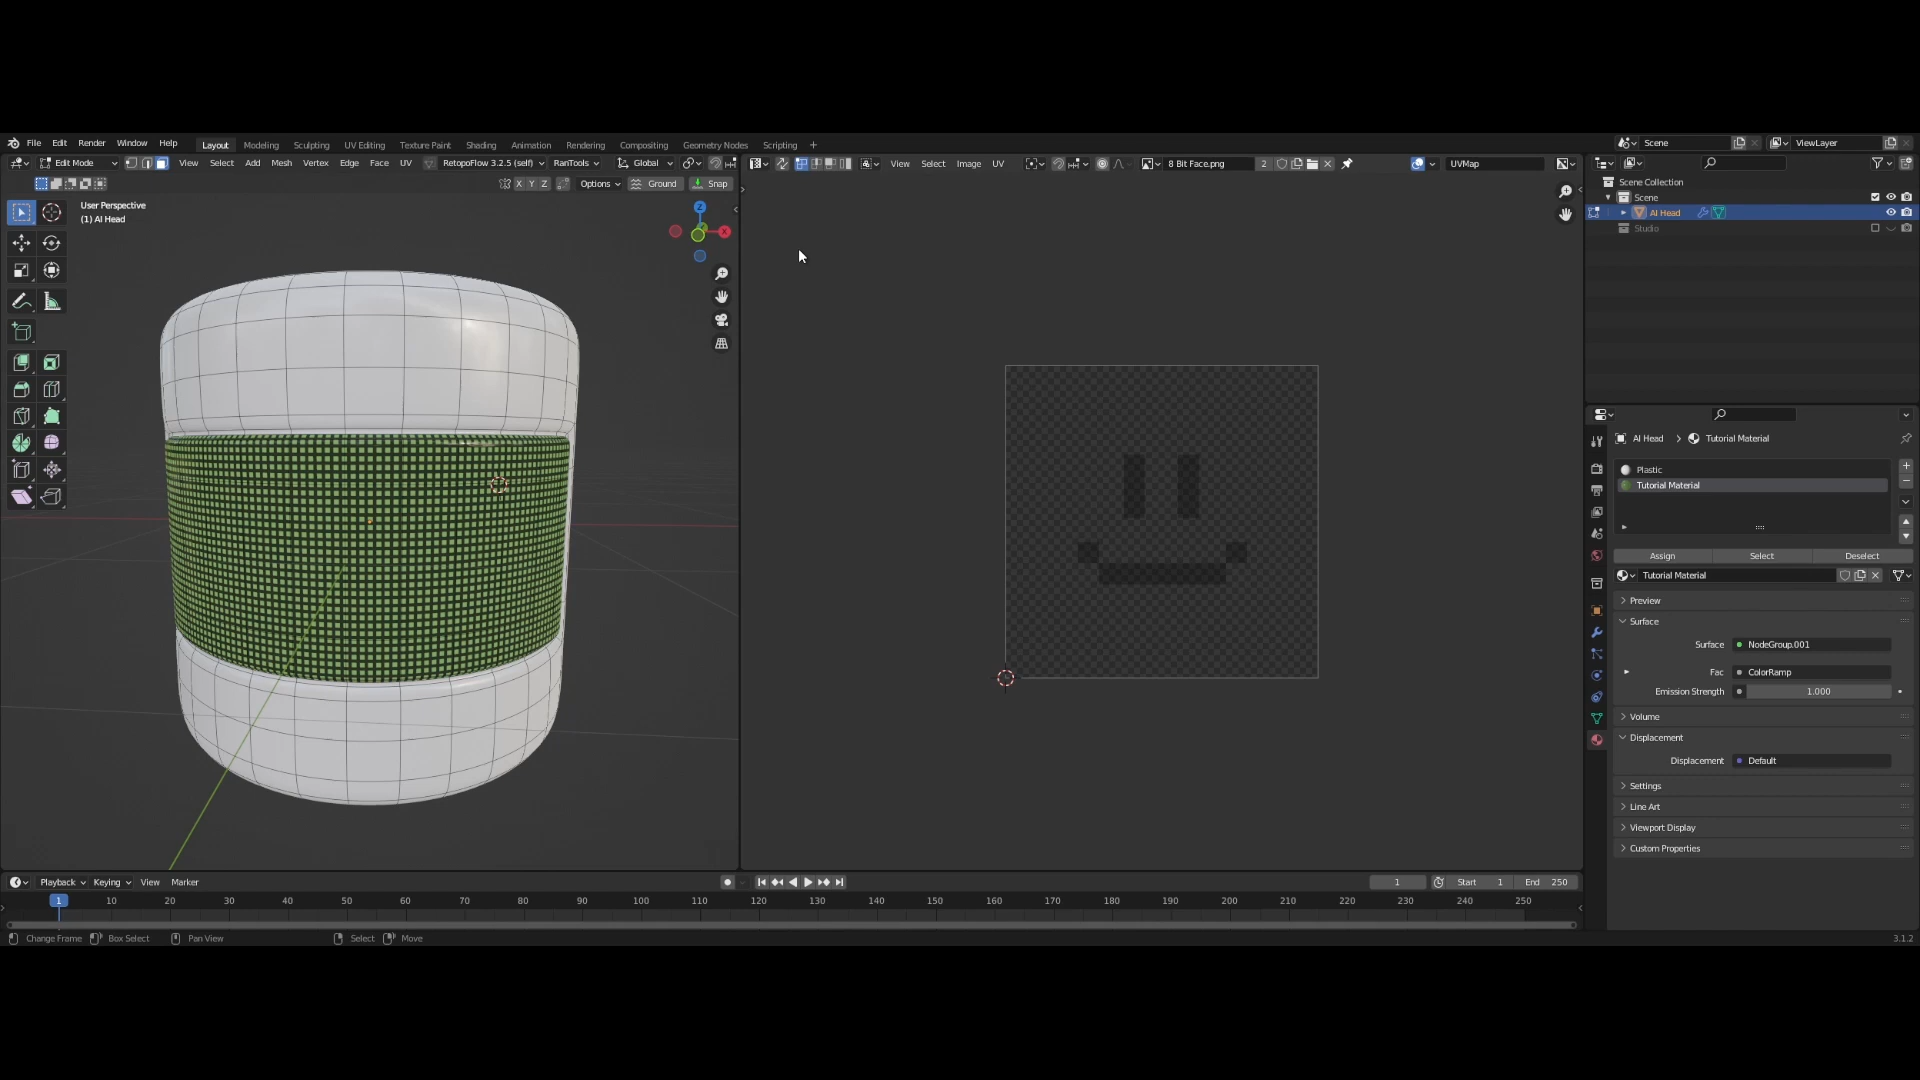 File Edit Render Window Help Layout Modeling Sculpting UV Editing Texture Paint Shading Animation Rendering Compositing Geometry Nodes Scripting + Scene ViewLayer
Edit Mode View Select Add Mesh Vertex Edge Face UV RetopoFlow 3.2.5 (self) RanTools Global View Select Image UV 8 Bit Face.png 2 UVMap
X Y Z Options Ground Snap
User Perspective
(1) AI Head
Z
X
Scene Collection
Scene
AI Head
Studio
AI Head Tutorial Material
Plastic
Tutorial Material
Assign Select Deselect
Tutorial Material
Preview
Surface
Surface NodeGroup.001
Fac ColorRamp
Emission Strength 1.000
Volume
Displacement
Displacement Default
Settings
Line Art
Viewport Display
Custom Properties
Playback Keying View Marker 1 Start 1 End 250
1 10 20 30 40 50 60 70 80 90 100 110 120 130 140 150 160 170 180 190 200 210 220 230 240 250
Change Frame Box Select Pan View Select Move 3.1.2